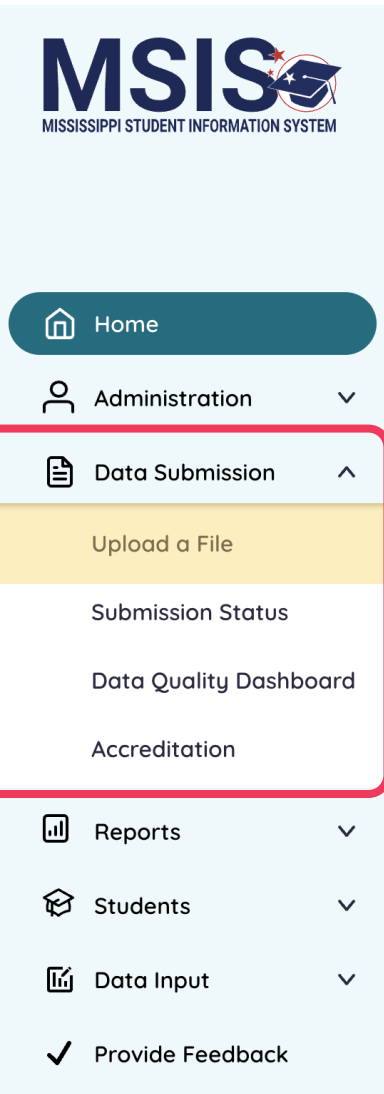 MSIS
MISSISSIPPI STUDENT INFORMATION SYSTEM
Home
Administration
Data Submission
Upload a File
Submission Status
Data Quality Dashboard
Accreditation
Reports
Students
Data Input
Provide Feedback